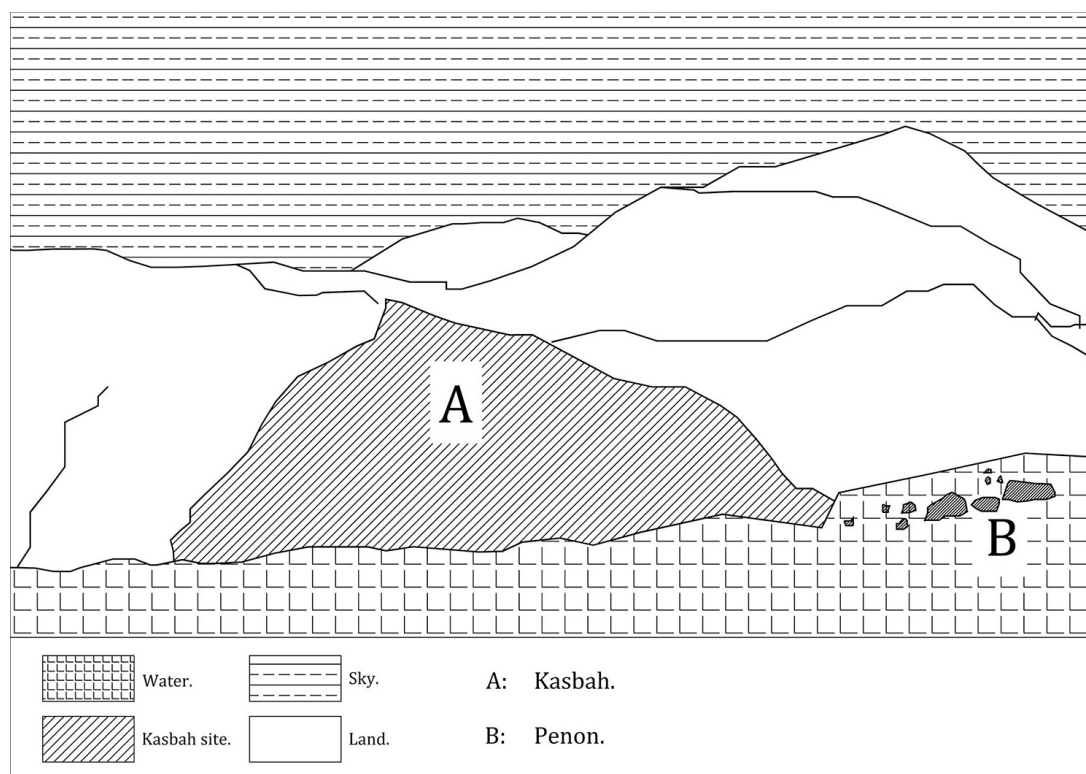 A
B
Water.
Sky.
A: Kasbah.
Kasbah site.
Land.
B: Penon.